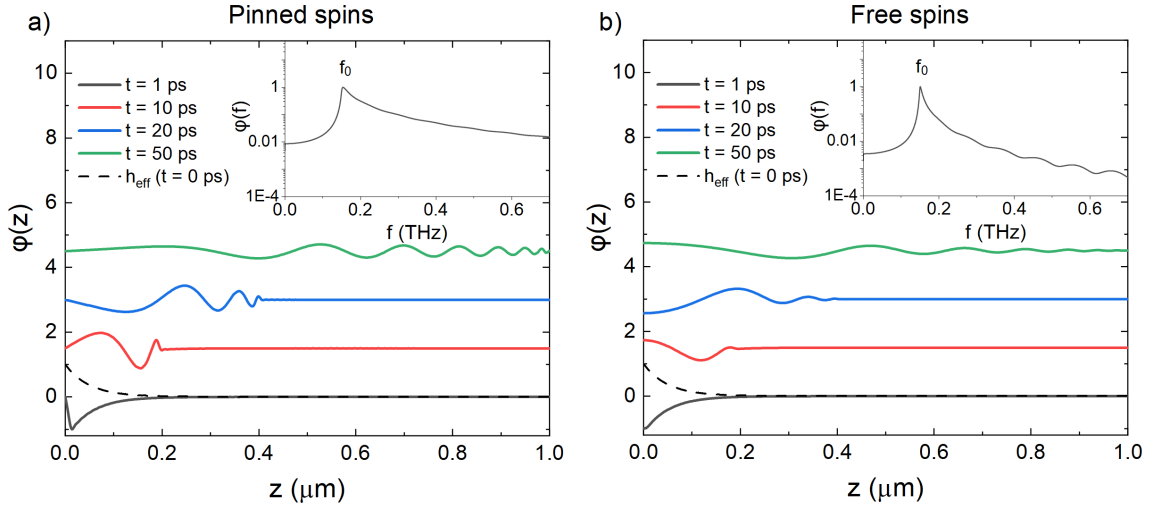 Pinned spins
a)
t = 1 ps
t = 10 ps
t = 20 ps
t = 50 ps
h_eff (t = 0 ps)
f_0
φ(f)
1
0.01
1E-4
0.0 0.2 0.4 0.6
f (THz)
φ(z)
10
8
6
4
2
0
0.0 0.2 0.4 0.6 0.8 1.0
z (μm)
Free spins
b)
t = 1 ps
t = 10 ps
t = 20 ps
t = 50 ps
h_eff (t = 0 ps)
f_0
φ(f)
1
0.01
1E-4
0.0 0.2 0.4 0.6
f (THz)
φ(z)
10
8
6
4
2
0
0.0 0.2 0.4 0.6 0.8 1.0
z (μm)